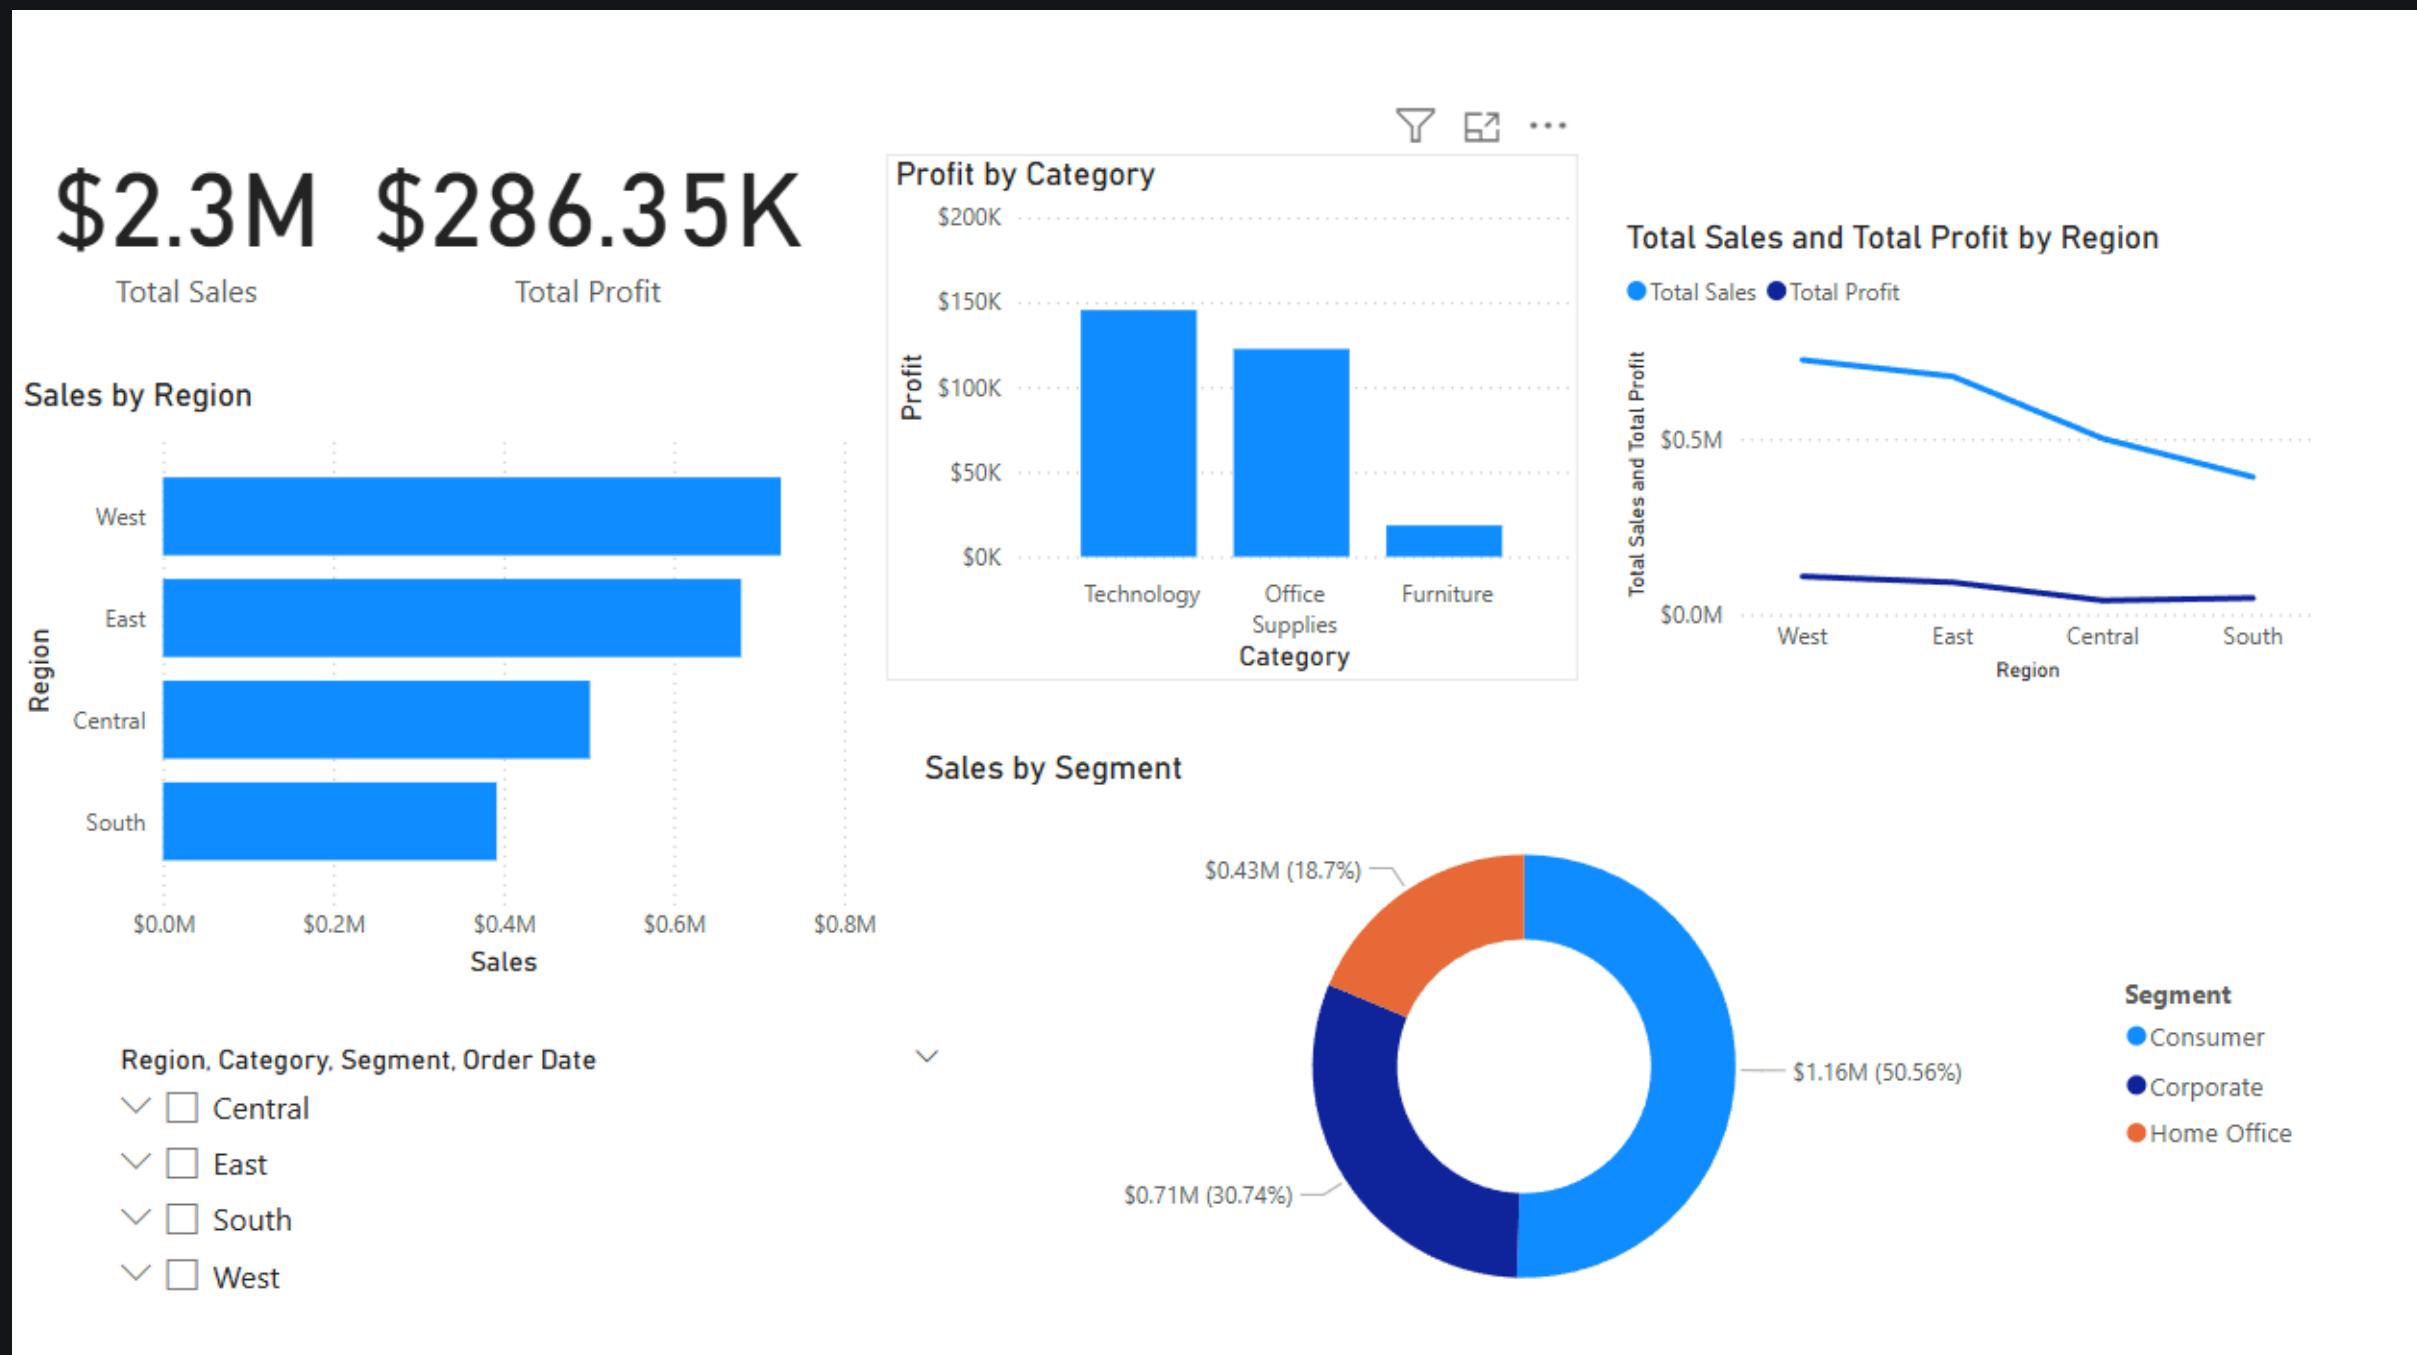 $2.3M
Total Sales
$286.35K
Total Profit
Sales by Region
Region
West
East
Central
South
$0.0M $0.2M $0.4M $0.6M $0.8M
Sales
Region, Category, Segment, Order Date
Central
East
South
West
Profit by Category
Profit
$200K
$150K
$100K
$50K
$0K
Technology Office Furniture
Supplies
Category
Total Sales and Total Profit by Region
Total Sales Total Profit
Total Sales and Total Profit
$0.5M
$0.0M
West East Central South
Region
Sales by Segment
$0.43M (18.7%)
$1.16M (50.56%)
$0.71M (30.74%)
Segment
Consumer
Corporate
Home Office